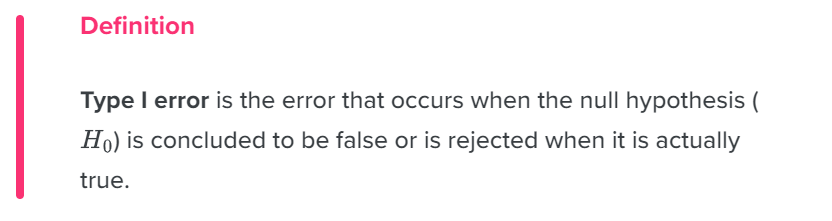 Definition
Type I error is the error that occurs when the null hypothesis (
H₀) is concluded to be false or is rejected when it is actually
true.